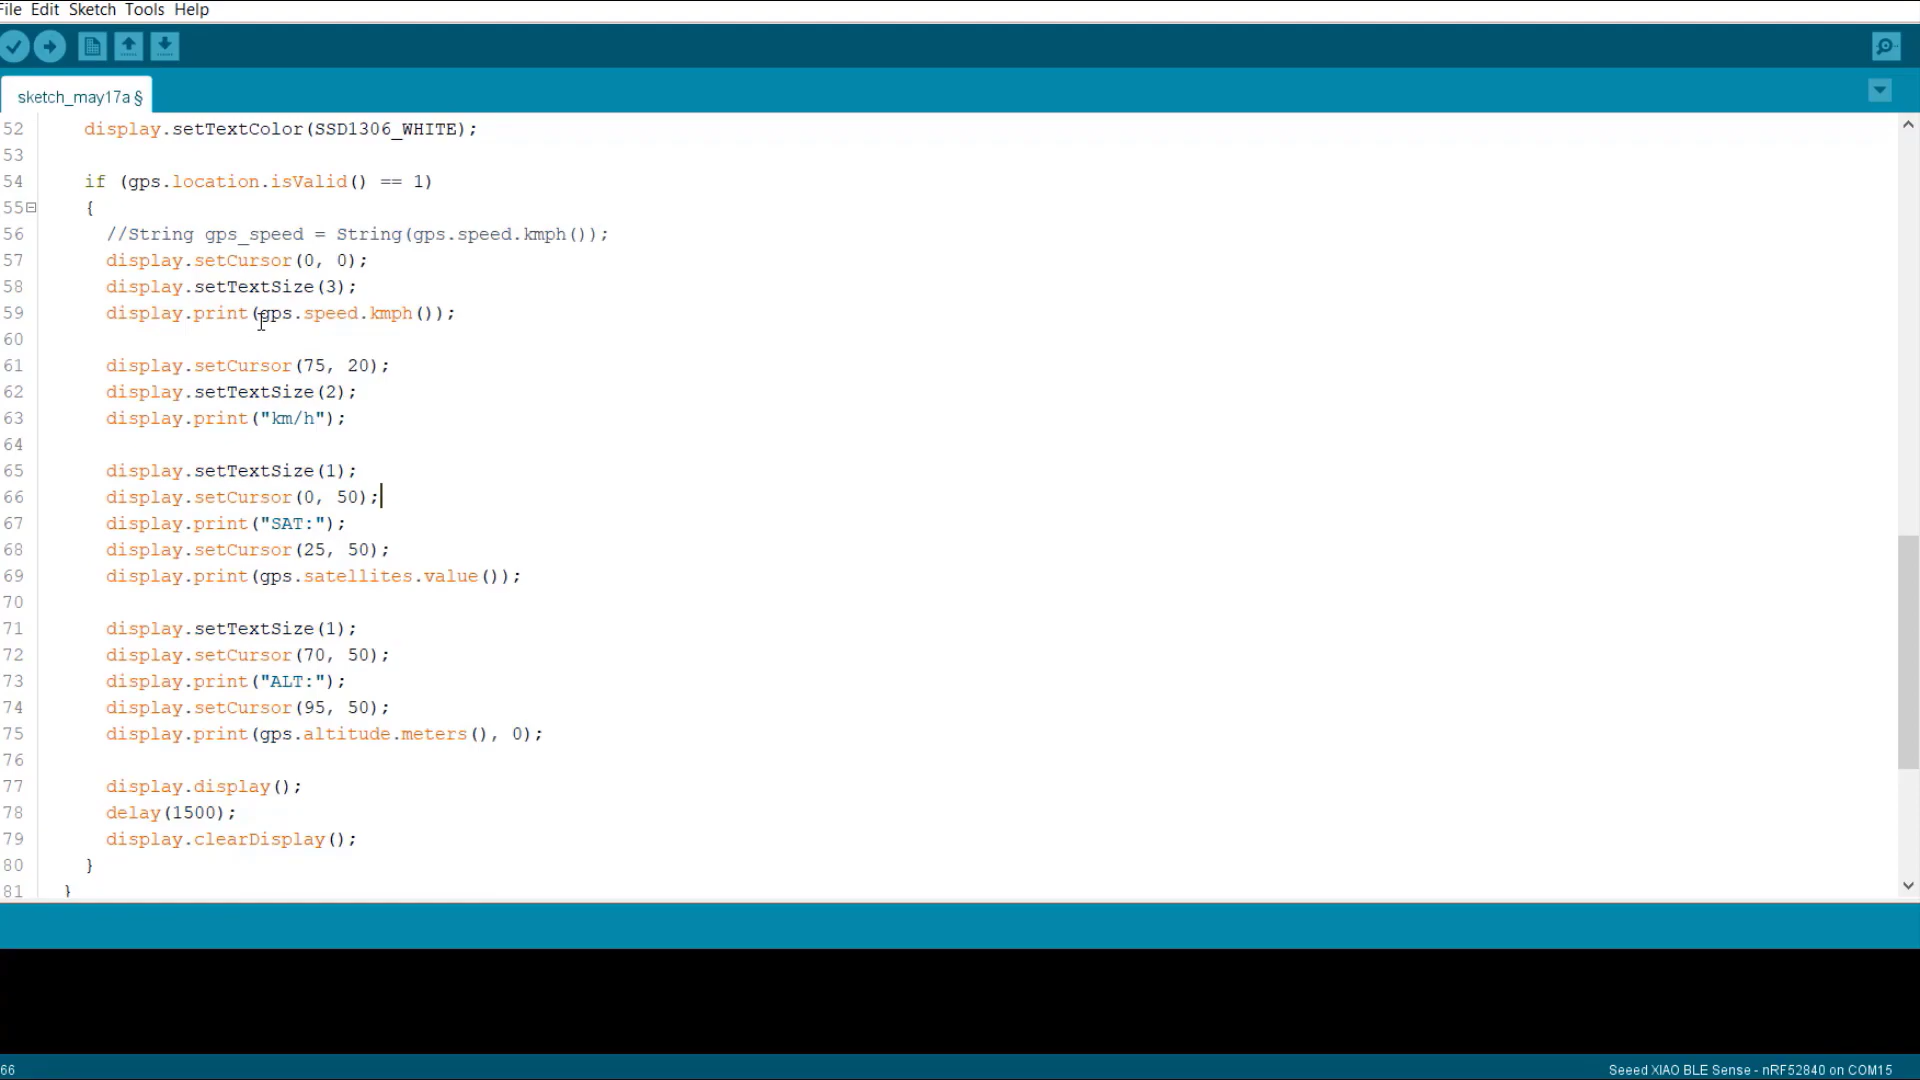 File Edit Sketch Tools Help
sketch_may17a §
52 display.setTextColor(SSD1306_WHITE);
53
54 if (gps.location.isValid() == 1)
55 {
56 //String gps_speed = String(gps.speed.kmph());
57 display.setCursor(0, 0);
58 display.setTextSize(3);
59 display.print(gps.speed.kmph());
60
61 display.setCursor(75, 20);
62 display.setTextSize(2);
63 display.print("km/h");
64
65 display.setTextSize(1);
66 display.setCursor(0, 50);
67 display.print("SAT:");
68 display.setCursor(25, 50);
69 display.print(gps.satellites.value());
70
71 display.setTextSize(1);
72 display.setCursor(70, 50);
73 display.print("ALT:");
74 display.setCursor(95, 50);
75 display.print(gps.altitude.meters(), 0);
76
77 display.display();
78 delay(1500);
79 display.clearDisplay();
80 }
81 }
66 Seeed XIAO BLE Sense - nRF52840 on COM15